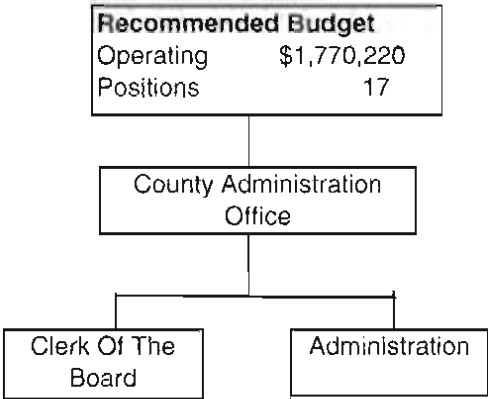 Recommended Budget
Operating $1,770,220
Positions 17
County Administration
Office
Clerk Of The
Board
Administration